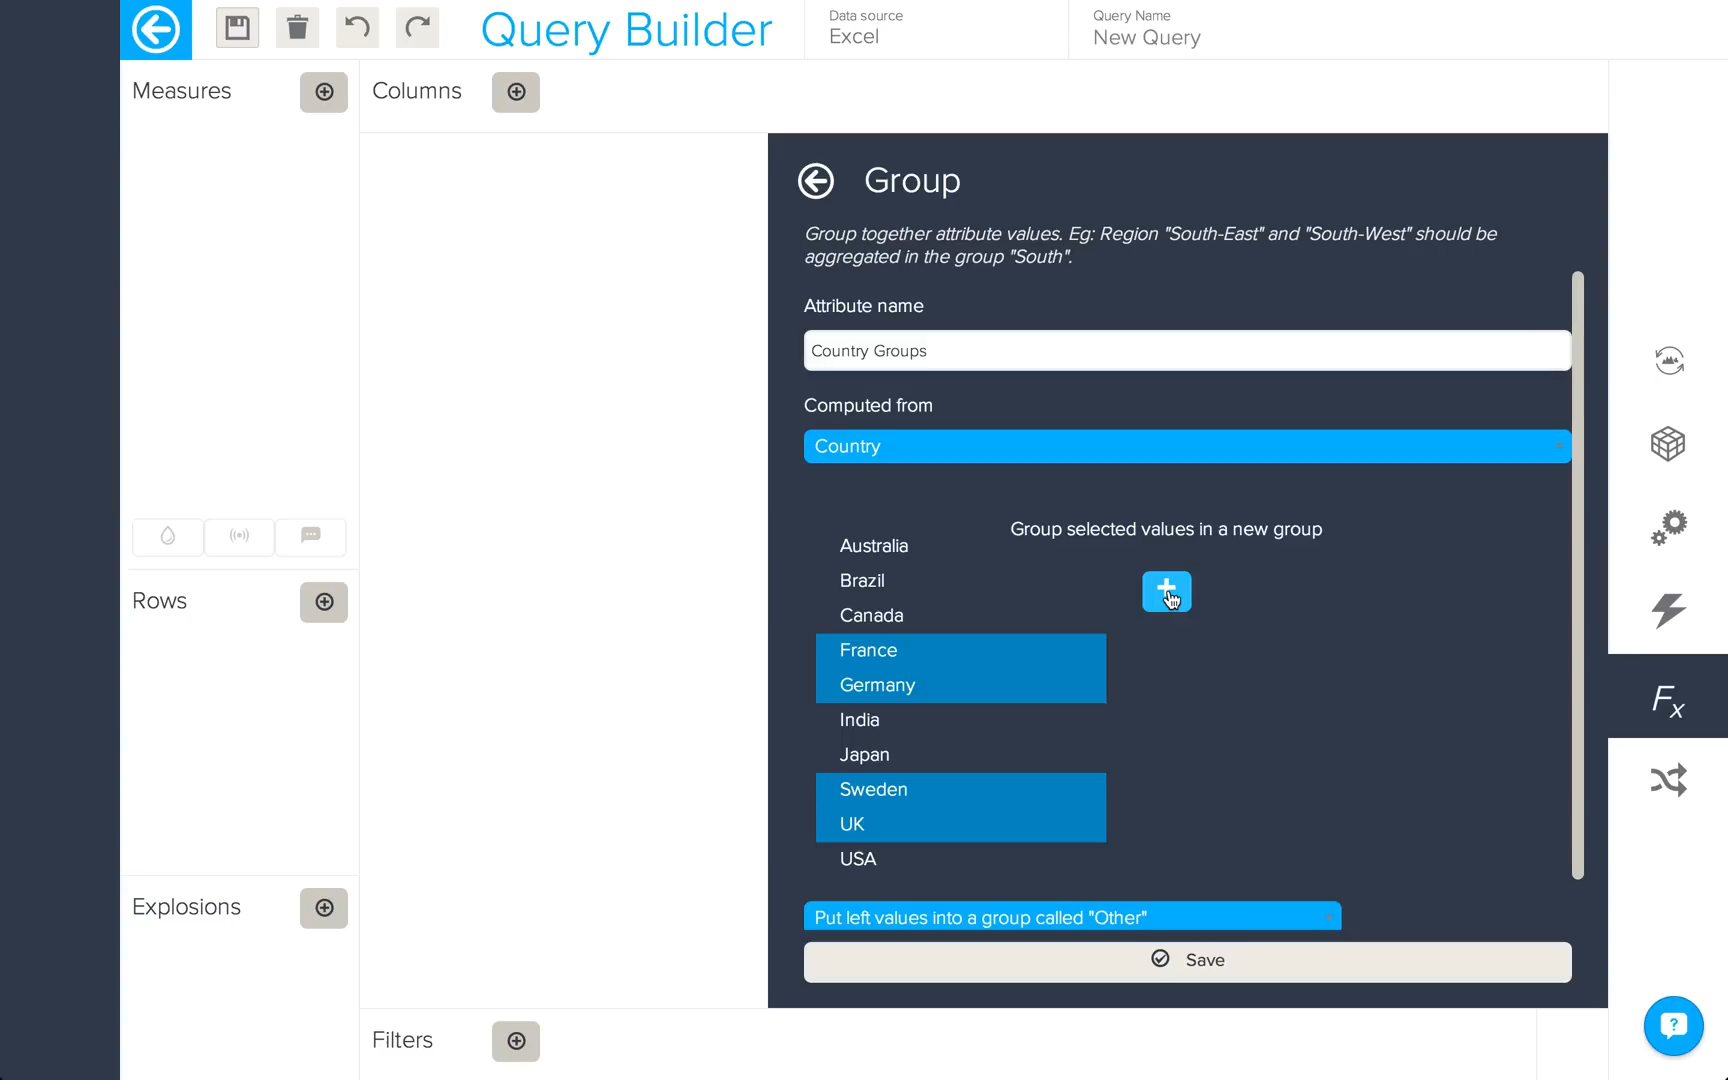 Query Builder
Data source
Excel
Query Name
New Query
Measures
Columns
Group
Group together attribute values. Eg: Region "South-East" and "South-West" should be
aggregated in the group "South".
Attribute name
Country Groups
Computed from
Country
Group selected values in a new group
Australia
Brazil
Canada
France
Germany
India
Japan
Sweden
UK
USA
Put left values into a group called "Other"
Save
Rows
Explosions
Filters
Fx
?